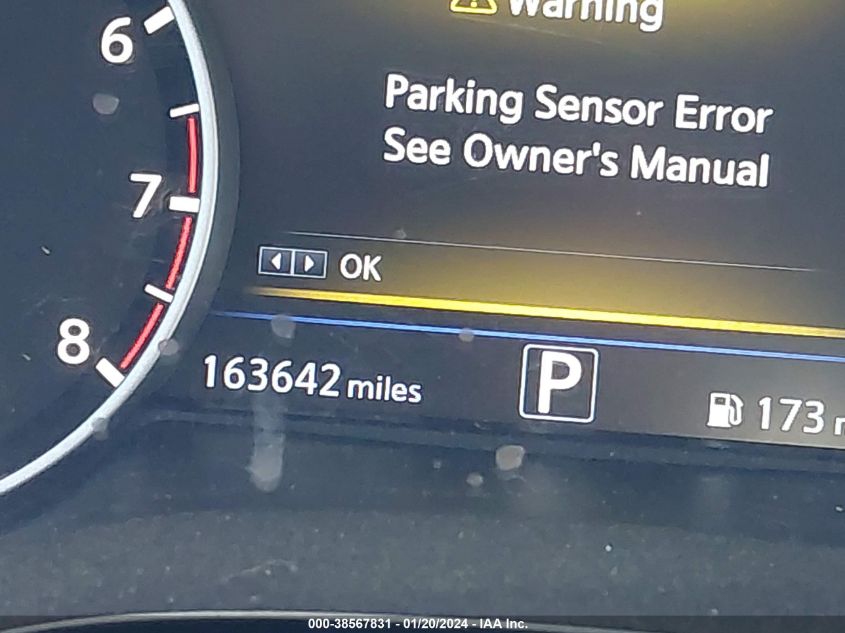 Warning
6
Parking Sensor Error
See Owner's Manual
7
OK
8
163642 miles
P
173
000-38567831 - 01/20/2024 - IAA Inc.